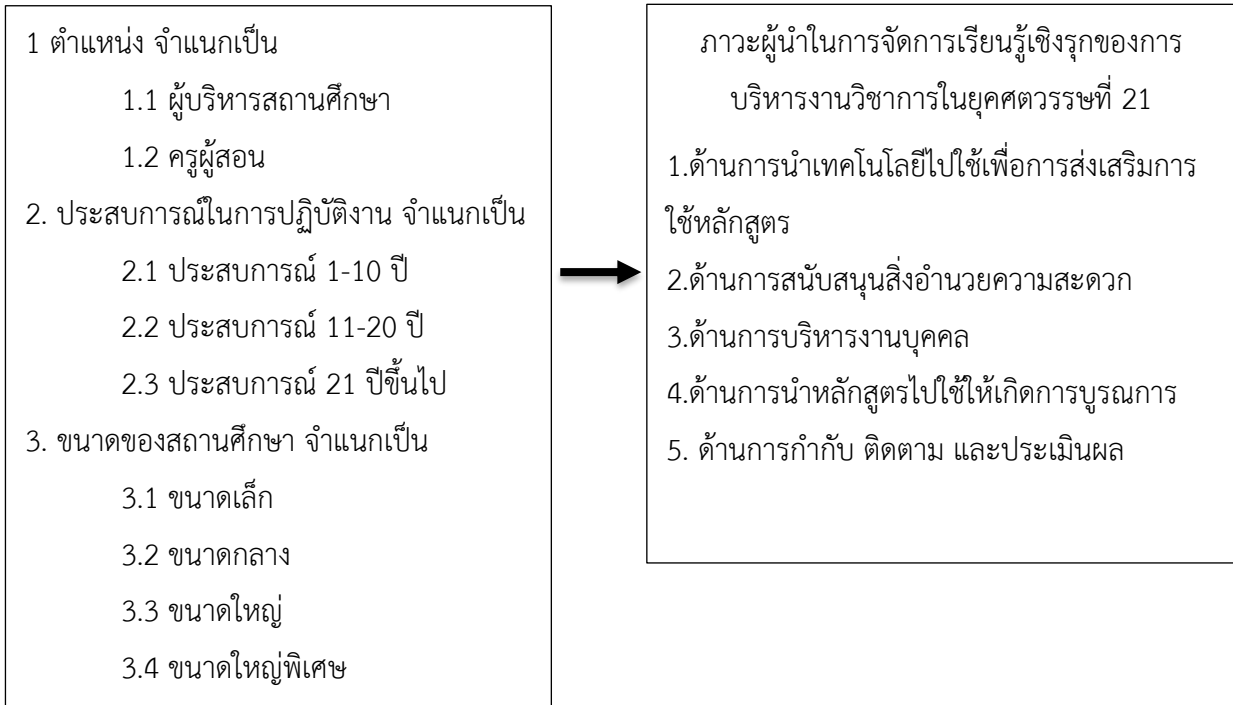 1 ตำแหน่ง จำแนกเป็น
1.1 ผู้บริหารสถานศึกษา
1.2 ครูผู้สอน
2. ประสบการณ์ในการปฏิบัติงาน จำแนกเป็น
2.1 ประสบการณ์ 1-10 ปี
2.2 ประสบการณ์ 11-20 ปี
2.3 ประสบการณ์ 21 ปีขึ้นไป
3. ขนาดของสถานศึกษา จำแนกเป็น
3.1 ขนาดเล็ก
3.2 ขนาดกลาง
3.3 ขนาดใหญ่
3.4 ขนาดใหญ่พิเศษ
ภาวะผู้นำในการจัดการเรียนรู้เชิงรุกของการ
บริหารงานวิชาการในยุคศตวรรษที่ 21
1.ด้านการนำเทคโนโลยีไปใช้เพื่อการส่งเสริมการ
ใช้หลักสูตร
2.ด้านการสนับสนุนสิ่งอำนวยความสะดวก
3.ด้านการบริหารงานบุคคล
4.ด้านการนำหลักสูตรไปใช้ให้เกิดการบูรณการ
5. ด้านการกำกับ ติดตาม และประเมินผล